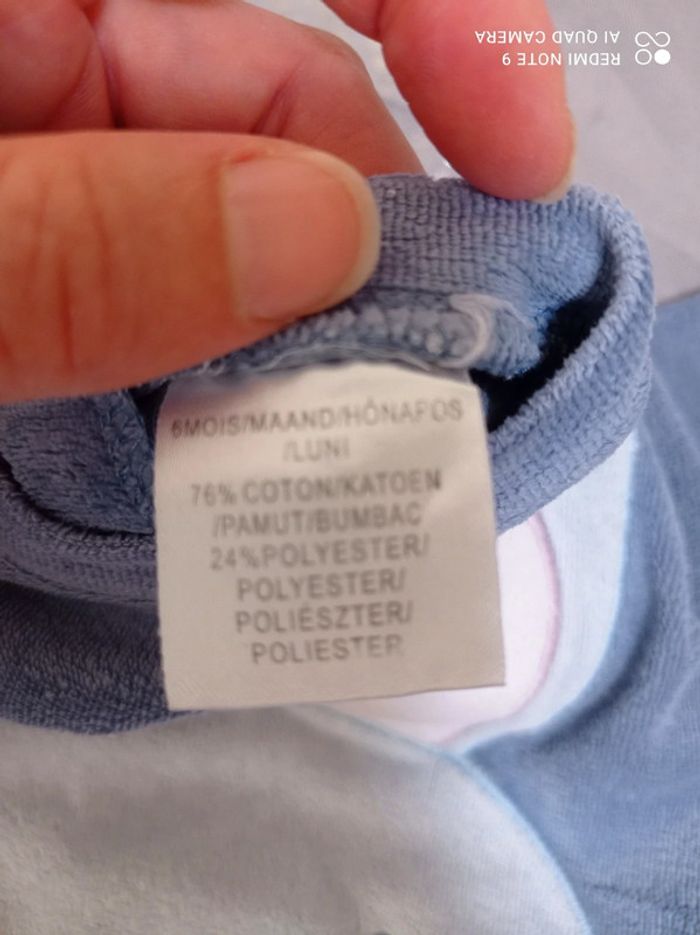 6MOIS/MAAND/HÓNAPOS
/LUNI
76% COTON/KATOEN
/PAMUT/BUMBAC
24%POLYESTER/
POLYESTER/
POLIÉSZTER/
POLIESTER
REDMI NOTE 9
AI QUAD CAMERA